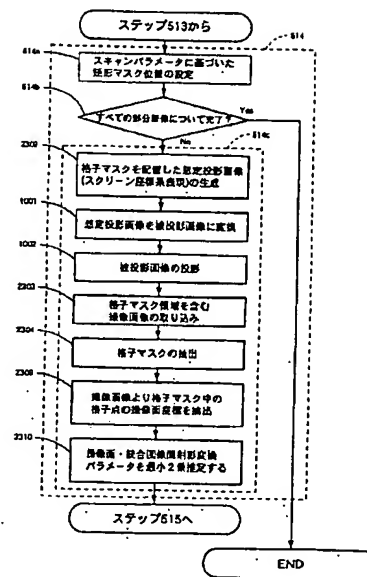 ステップ513から
514
514a
スキャンパラメータに基づいた
矩形マスク位置の設定
514b
すべての部分画像について完了?
Yes
No
514c
2302
格子マスクを配置した想定投影画像
(スクリーン座標系表現)の生成
1001
想定投影画像を被投影画像に変換
1002
被投影画像の投影
2303
格子マスク領域を含む
撮像画像の取り込み
2304
格子マスクの抽出
2309
撮像画像より格子マスク中の
格子点の撮像面座標を抽出
2310
撮像面・統合画像間射影変換
パラメータを最小2乗推定する
ステップ515へ
END